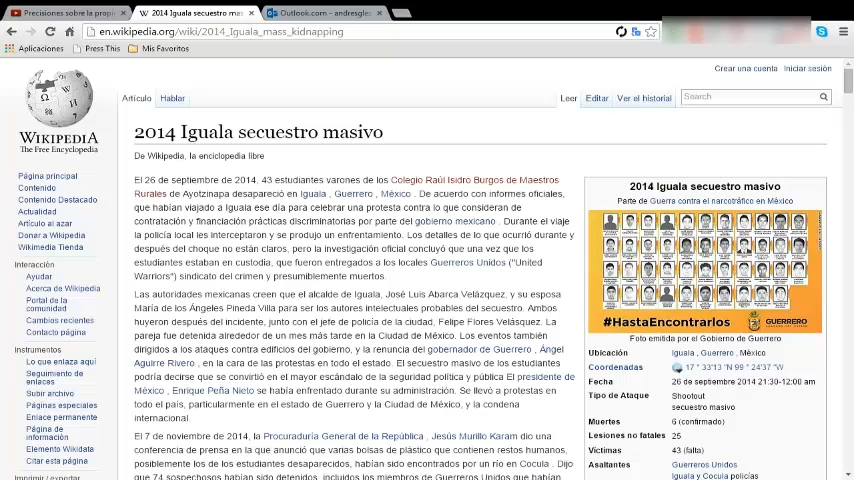 Precisiones sobre la propi
2014 Iguala secuestro mas
Outlook.com - andresgle
en.wikipedia.org/wiki/2014_Iguala_mass_kidnapping
Aplicaciones
Press This
Mis Favoritos
Crear una cuenta
Iniciar sesión
WIKIPEDIA
The Free Encyclopedia
Artículo
Hablar
Leer
Editar
Ver el historial
Search
Página principal
Contenido
Contenido Destacado
Actualidad
Artículo al azar
Donar a Wikipedia
Wikimedia Tienda
Interacción
Ayudar
Acerca de Wikipedia
Portal de la
comunidad
Cambios recientes
Contacto página
Instrumentos
Lo que enlaza aquí
Seguimiento de
enlaces
Subir archivo
Páginas especiales
Enlace permanente
Página de
información
Elemento Wikidata
Citar esta página
Imprimir / exportar
2014 Iguala secuestro masivo
De Wikipedia, la enciclopedia libre
El 26 de septiembre de 2014, 43 estudiantes varones de los Colegio Raúl Isidro Burgos de Maestros
Rurales de Ayotzinapa desapareció en Iguala , Guerrero , México . De acuerdo con informes oficiales,
que habían viajado a Iguala ese día para celebrar una protesta contra lo que consideran de
contratación y financiación prácticas discriminatorias por parte del gobierno mexicano . Durante el viaje
la policía local les interceptaron y se produjo un enfrentamiento. Los detalles de lo que ocurrió durante y
después del choque no están claros, pero la investigación oficial concluyó que una vez que los
estudiantes estaban en custodia, que fueron entregados a los locales Guerreros Unidos ("United
Warriors") sindicato del crimen y presumiblemente muertos.
Las autoridades mexicanas creen que el alcalde de Iguala, José Luis Abarca Velázquez, y su esposa
María de los Ángeles Pineda Villa para ser los autores intelectuales probables del secuestro. Ambos
huyeron después del incidente, junto con el jefe de policía de la ciudad, Felipe Flores Velásquez. La
pareja fue detenida alrededor de un mes más tarde en la Ciudad de México. Los eventos también
dirigidos a los ataques contra edificios del gobierno, y la renuncia del gobernador de Guerrero , Ángel
Aguirre Rivero , en la cara de las protestas en todo el estado. El secuestro masivo de los estudiantes
podría decirse que se convirtió en el mayor escándalo de la seguridad política y pública El presidente de
México , Enrique Peña Nieto se había enfrentado durante su administración. Se llevó a protestas en
todo el país, particularmente en el estado de Guerrero y la Ciudad de México, y la condena
internacional.
El 7 de noviembre de 2014, la Procuraduría General de la República , Jesús Murillo Karam dio una
conferencia de prensa en la que anunció que varias bolsas de plástico que contienen restos humanos,
posiblemente los de los estudiantes desaparecidos, habían sido encontrados por un río en Cocula . Dijo
que 74 sospechosos habían sido detenidos, incluidos los miembros de Guerreros Unidos que habían
2014 Iguala secuestro masivo
Parte de Guerra contra el narcotráfico en México
#HastaEncontrarlos
GUERRERO
Foto emitida por el Gobierno de Guerrero
Ubicación Iguala , Guerrero , México
Coordenadas 17 ° 33'13 "N 99 ° 24'37 "W
Fecha 26 de septiembre 2014 21:30-12:00 am
Tipo de Ataque Shootout
secuestro masivo
Muertes 6 (confirmado)
Lesiones no fatales 25
Víctimas 43 (falta)
Asaltantes Guerreros Unidos
Iguala y Cocula policías